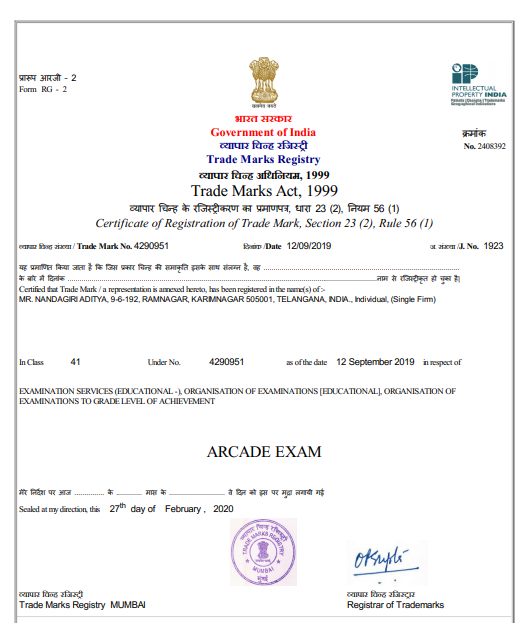 प्रारूप आरजी - 2
Form RG - 2
सत्यमेव जयते
INTELLECTUAL
PROPERTY INDIA
Patents | Designs | Trademarks
Geographical Indications
भारत सरकार
Government of India
व्यापार चिन्ह रजिस्ट्री
Trade Marks Registry
क्रमांक
No. 2408392
व्यापार चिन्ह अधिनियम, 1999
Trade Marks Act, 1999
व्यापार चिन्ह के रजिस्ट्रीकरण का प्रमाणपत्र, धारा 23 (2), नियम 56 (1)
Certificate of Registration of Trade Mark, Section 23 (2), Rule 56 (1)
व्यापार चिन्ह संख्या / Trade Mark No. 4290951 दिनांक /Date 12/09/2019 ज. संख्या /J. No. 1923
यह प्रमाणित किया जाता है कि जिस प्रकार चिन्ह की समाकृति इसके साथ संलग्न है, वह ........................................
के बारे में दिनांक ........................................नाम से रजिस्ट्रीकृत हो चुका है|
Certified that Trade Mark / a representation is annexed hereto, has been registered in the name(s) of :-
MR. NANDAGIRI ADITYA, 9-6-192, RAMNAGAR, KARIMNAGAR 505001, TELANGANA, INDIA., Individual, (Single Firm)
In Class 41 Under No. 4290951 as of the date 12 September 2019 in respect of
EXAMINATION SERVICES (EDUCATIONAL -), ORGANISATION OF EXAMINATIONS [EDUCATIONAL], ORGANISATION OF
EXAMINATIONS TO GRADE LEVEL OF ACHIEVEMENT
ARCADE EXAM
मेरे निर्देश पर आज ............... के ............. मास के ........................ वे दिन को इस पर मुद्रा लगायी गई
Sealed at my direction, this 27th day of February , 2020
व्यापार चिन्ह रजिस्ट्री
TRADE MARKS REGISTRY
MUMBAI
मुंबई
व्यापार चिन्ह रजिस्ट्री
Trade Marks Registry MUMBAI
व्यापार चिन्ह रजिस्ट्रार
Registrar of Trademarks